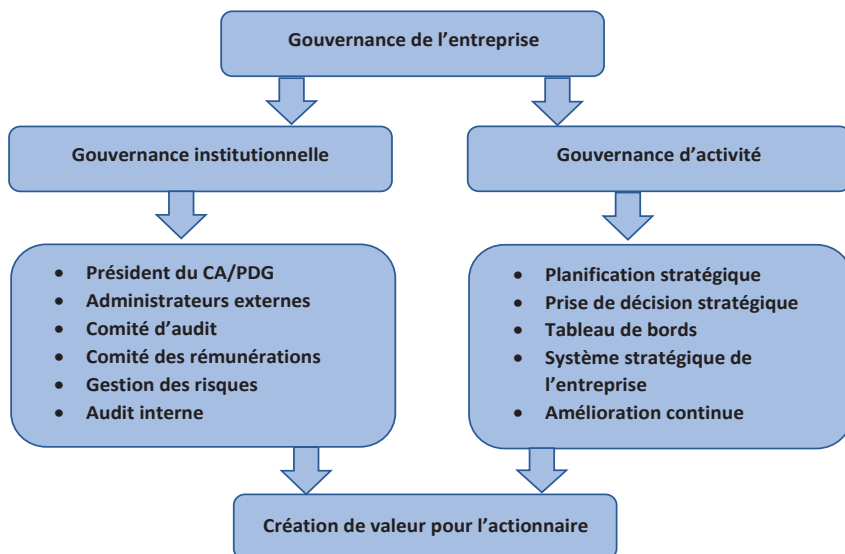 Gouvernance de l’entreprise
Gouvernance institutionnelle
Gouvernance d’activité
• Président du CA/PDG
• Administrateurs externes
• Comité d’audit
• Comité des rémunérations
• Gestion des risques
• Audit interne
• Planification stratégique
• Prise de décision stratégique
• Tableau de bords
• Système stratégique de
l’entreprise
• Amélioration continue
Création de valeur pour l’actionnaire